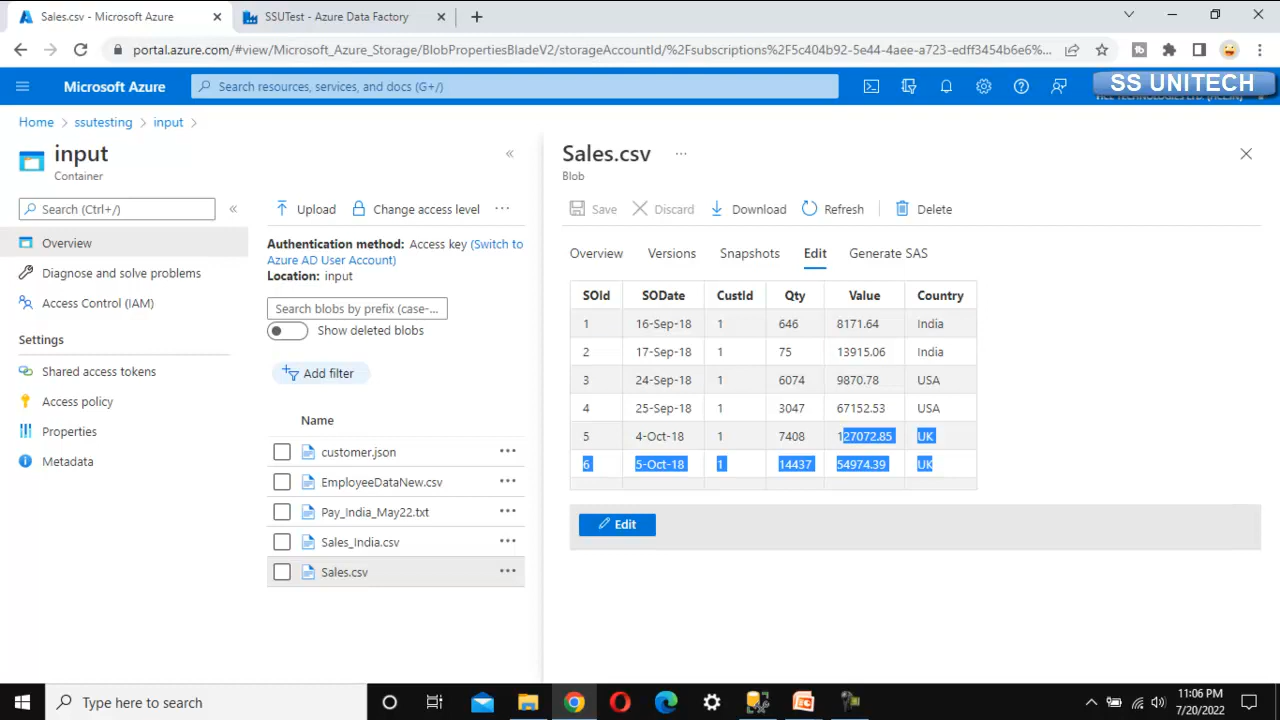 Sales.csv - Microsoft Azure
SSUTest - Azure Data Factory
portal.azure.com/#view/Microsoft_Azure_Storage/BlobPropertiesBladeV2/storageAccountId/%2Fsubscriptions%2F5c404b92-5e44-4aee-a723-edff3454b6e6%...
Microsoft Azure
Search resources, services, and docs (G+/)
SS UNITECH
Home > ssutesting > input >
input
Container
Search (Ctrl+/)
Overview
Diagnose and solve problems
Access Control (IAM)
Settings
Shared access tokens
Access policy
Properties
Metadata
Upload
Change access level
Authentication method: Access key (Switch to
Azure AD User Account)
Location: input
Search blobs by prefix (case-...
Show deleted blobs
Add filter
Name
customer.json
EmployeeDataNew.csv
Pay_India_May22.txt
Sales_India.csv
Sales.csv
Sales.csv
Blob
Save
Discard
Download
Refresh
Delete
Overview
Versions
Snapshots
Edit
Generate SAS
SOId SODate CustId Qty Value Country
1 16-Sep-18 1 646 8171.64 India
2 17-Sep-18 1 75 13915.06 India
3 24-Sep-18 1 6074 9870.78 USA
4 25-Sep-18 1 3047 67152.53 USA
5 4-Oct-18 1 7408 127072.85 UK
6 5-Oct-18 1 14437 54974.39 UK
Edit
Type here to search
11:06 PM
7/20/2022